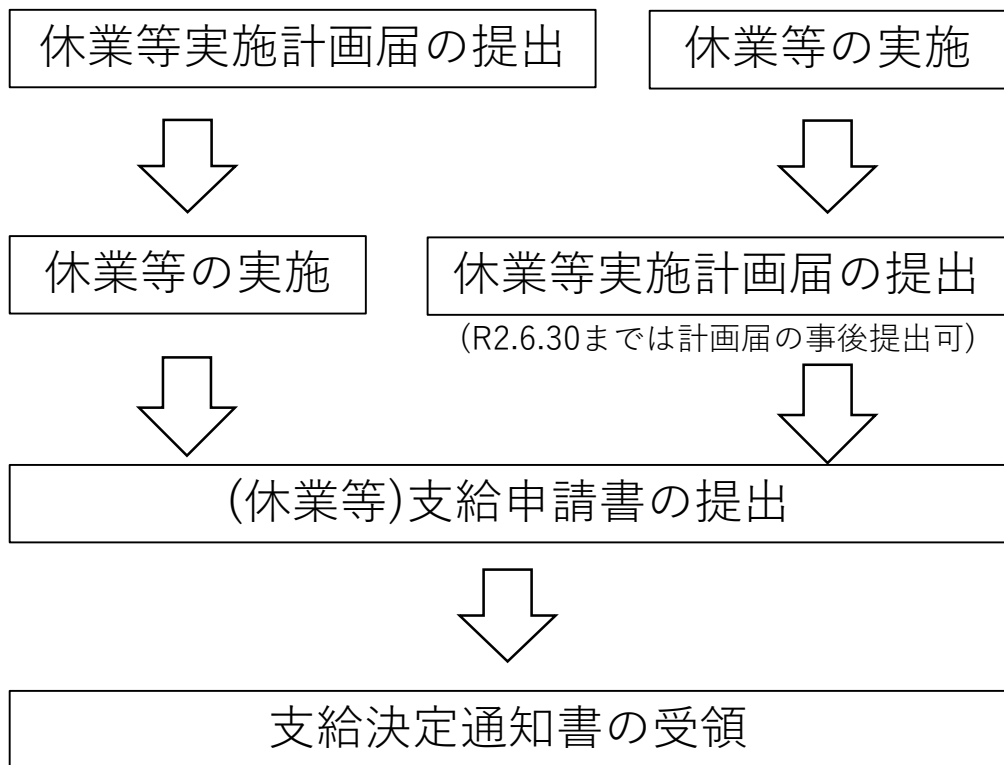 休業等実施計画届の提出
休業等の実施
休業等の実施
休業等実施計画届の提出
(R2.6.30までは計画届の事後提出可)
(休業等)支給申請書の提出
支給決定通知書の受領